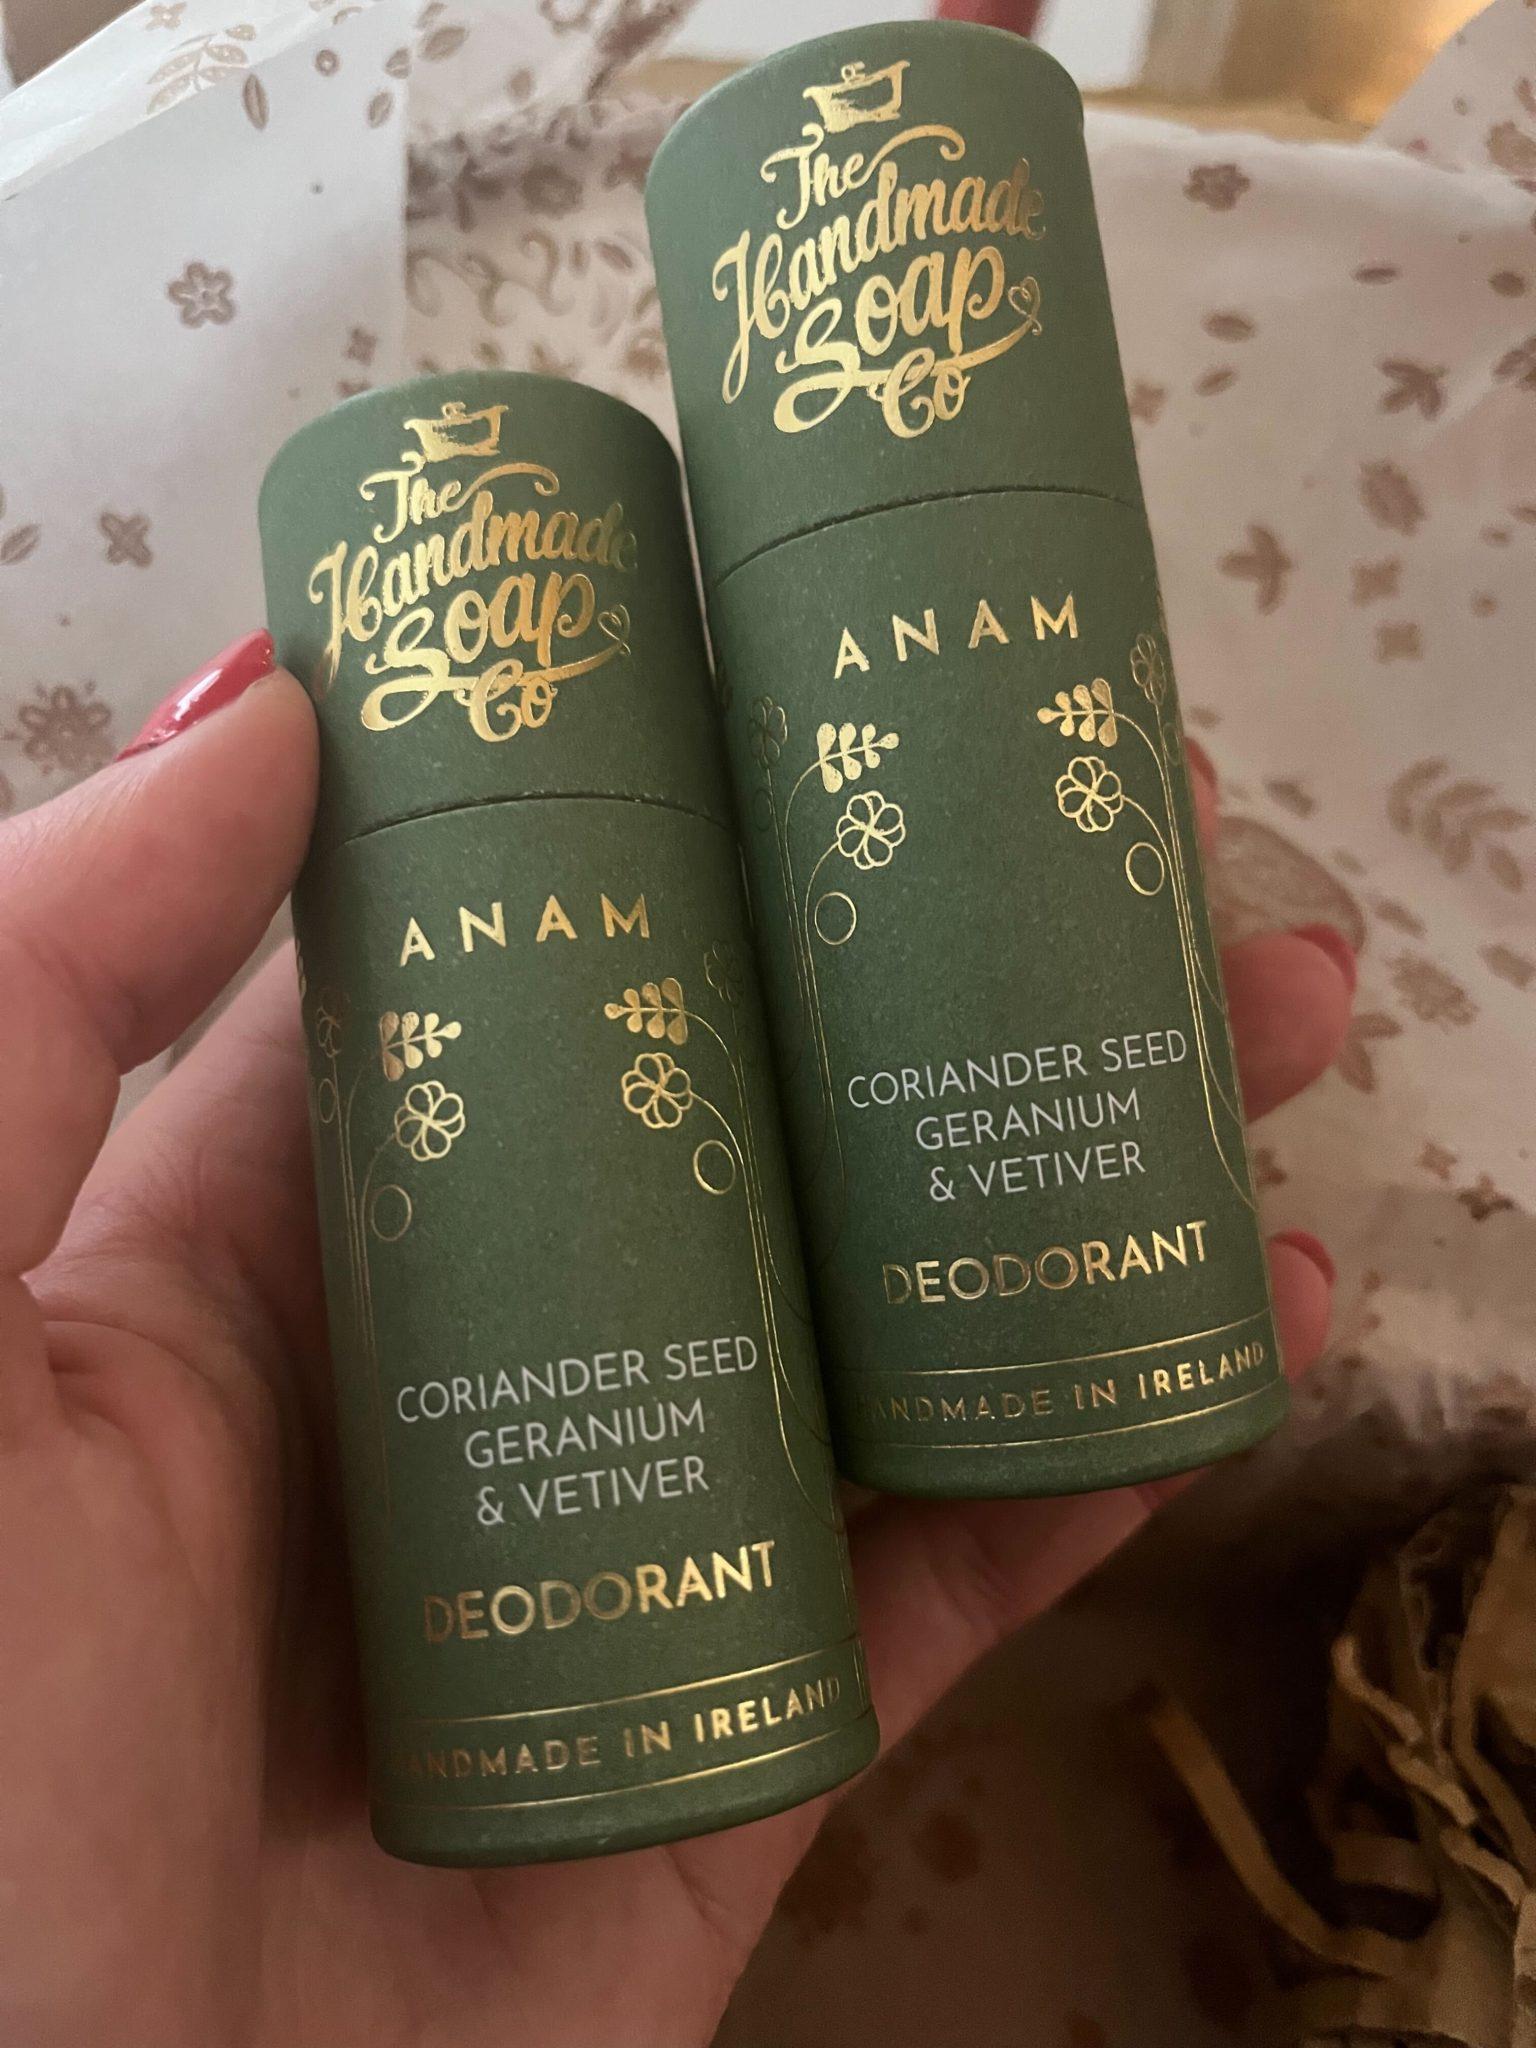 The
Handmade
Soap
Co
ANAM
CORIANDER SEED
GERANIUM
& VETIVER
DEODORANT
HANDMADE IN IRELAND
The
Handmade
Soap
Co
ANAM
CORIANDER SEED
GERANIUM
& VETIVER
DEODORANT
HANDMADE IN IRELAND